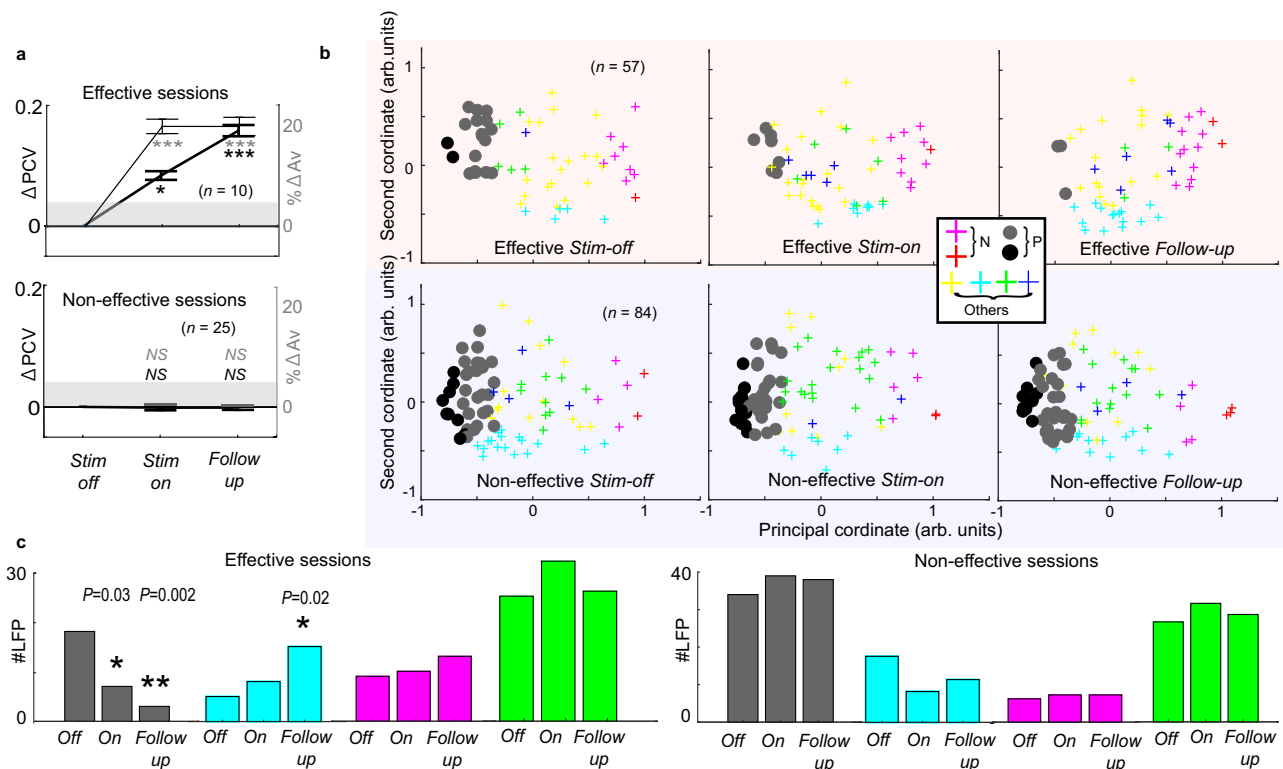 a
Effective sessions
0.2
20
ΔPCV
%ΔAv
***
***
*
(n = 10)
0
0
Non-effective sessions
0.2
20
(n = 25)
ΔPCV
%ΔAv
NS NS
NS NS
0
0
Stim off
Stim on
Follow up
b
Second coordinate (arb.units)
1
0
-1
(n = 57)
Effective Stim-off
Effective Stim-on
Effective Follow-up
N
P
Others
Second coordinate (arb. units)
1
0
-1
(n = 84)
Non-effective Stim-off
Non-effective Stim-on
Non-effective Follow-up
-1 0 1 -1 0 1 -1 0 1
Principal cordinate (arb. units)
c
Effective sessions
30
#LFP
0
P=0.03 P=0.002
P=0.02
*
**
*
Off On Follow up
Off On Follow up
Off On Follow up
Off On Follow up
Non-effective sessions
40
#LFP
0
Off On Follow up
Off On Follow up
Off On Follow up
Off On Follow up